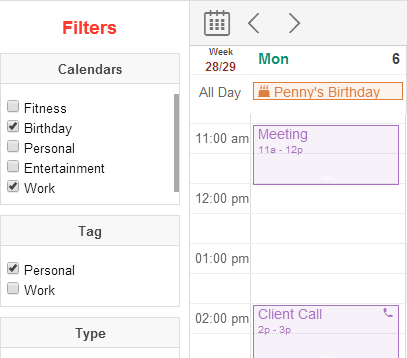 Filters
Calendars
Fitness
Birthday
Personal
Entertainment
Work
Tag
Personal
Work
Type
Week
28/29
Mon 6
All Day
Penny's Birthday
11:00 am
Meeting
11a - 12p
12:00 pm
01:00 pm
02:00 pm
Client Call
2p - 3p